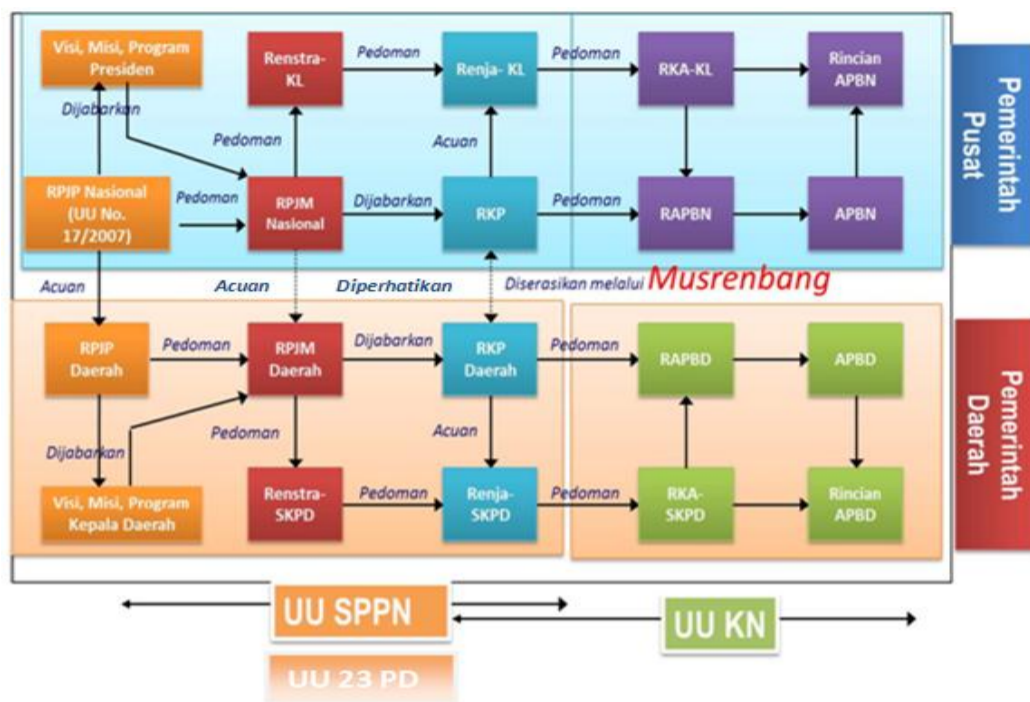 Visi, Misi, Program
Presiden
Renstra-
KL
Pedoman
Renja- KL
Pedoman
RKA-KL
Rincian
APBN
Dijabarkan
Pedoman
Acuan
RPJP Nasional
(UU No.
17/2007)
Pedoman
RPJM
Nasional
Dijabarkan
RKP
Pedoman
RAPBN
APBN
Pemerintah
Pusat
Acuan
Acuan
Diperhatikan
Diserasikan melalui Musrenbang
RPJP
Daerah
Pedoman
RPJM
Daerah
Dijabarkan
RKP
Daerah
Pedoman
RAPBD
APBD
Dijabarkan
Pedoman
Acuan
Visi, Misi, Program
Kepala Daerah
Renstra-
SKPD
Pedoman
Renja-
SKPD
Pedoman
RKA-
SKPD
Rincian
APBD
Pemerintah
Daerah
UU SPPN
UU KN
UU 23 PD